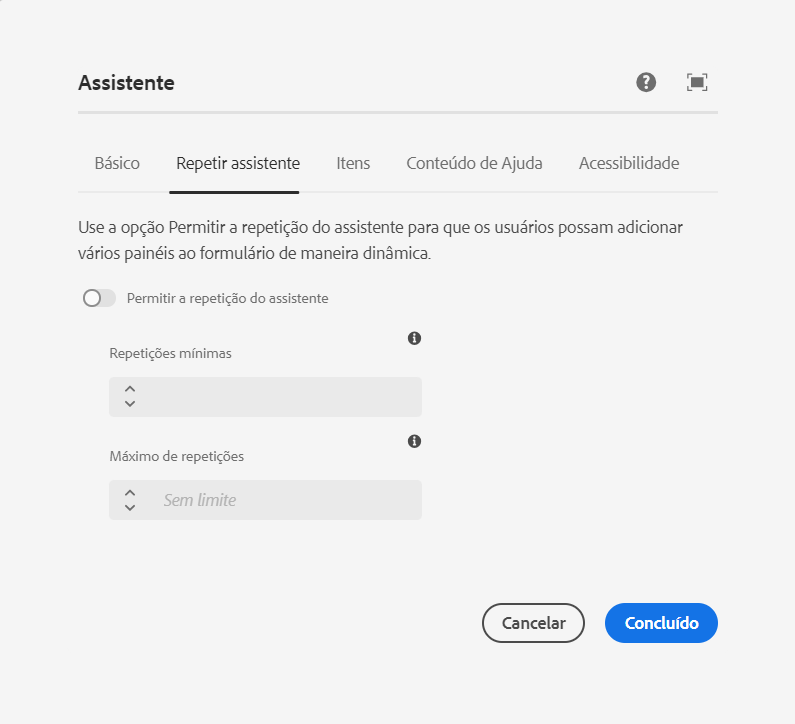 Assistente
Básico Repetir assistente Itens Conteúdo de Ajuda Acessibilidade
Use a opção Permitir a repetição do assistente para que os usuários possam adicionar
vários painéis ao formulário de maneira dinâmica.
Permitir a repetição do assistente
Repetições mínimas
Máximo de repetições
Sem limite
Cancelar Concluído